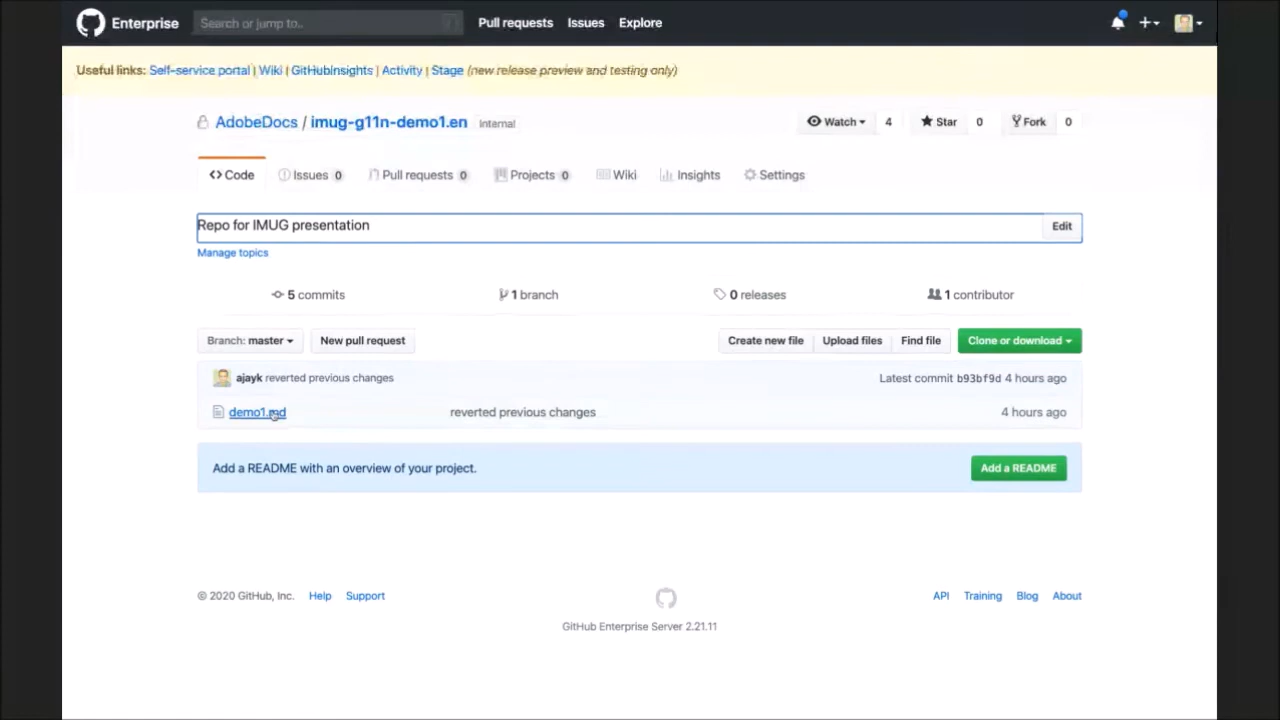 Enterprise Search or jump to.. Pull requests Issues Explore
Useful links: Self-service portal | Wiki | GitHubInsights | Activity | Stage (new release preview and testing only)
AdobeDocs / imug-g11n-demo1.en Internal Watch 4 Star 0 Fork 0
Code Issues 0 Pull requests 0 Projects 0 Wiki Insights Settings
Repo for IMUG presentation Edit
Manage topics
5 commits 1 branch 0 releases 1 contributor
Branch: master New pull request Create new file Upload files Find file Clone or download
ajayk reverted previous changes Latest commit b93bf9d 4 hours ago
demo1.md reverted previous changes 4 hours ago
Add a README with an overview of your project. Add a README
© 2020 GitHub, Inc. Help Support API Training Blog About
GitHub Enterprise Server 2.21.11